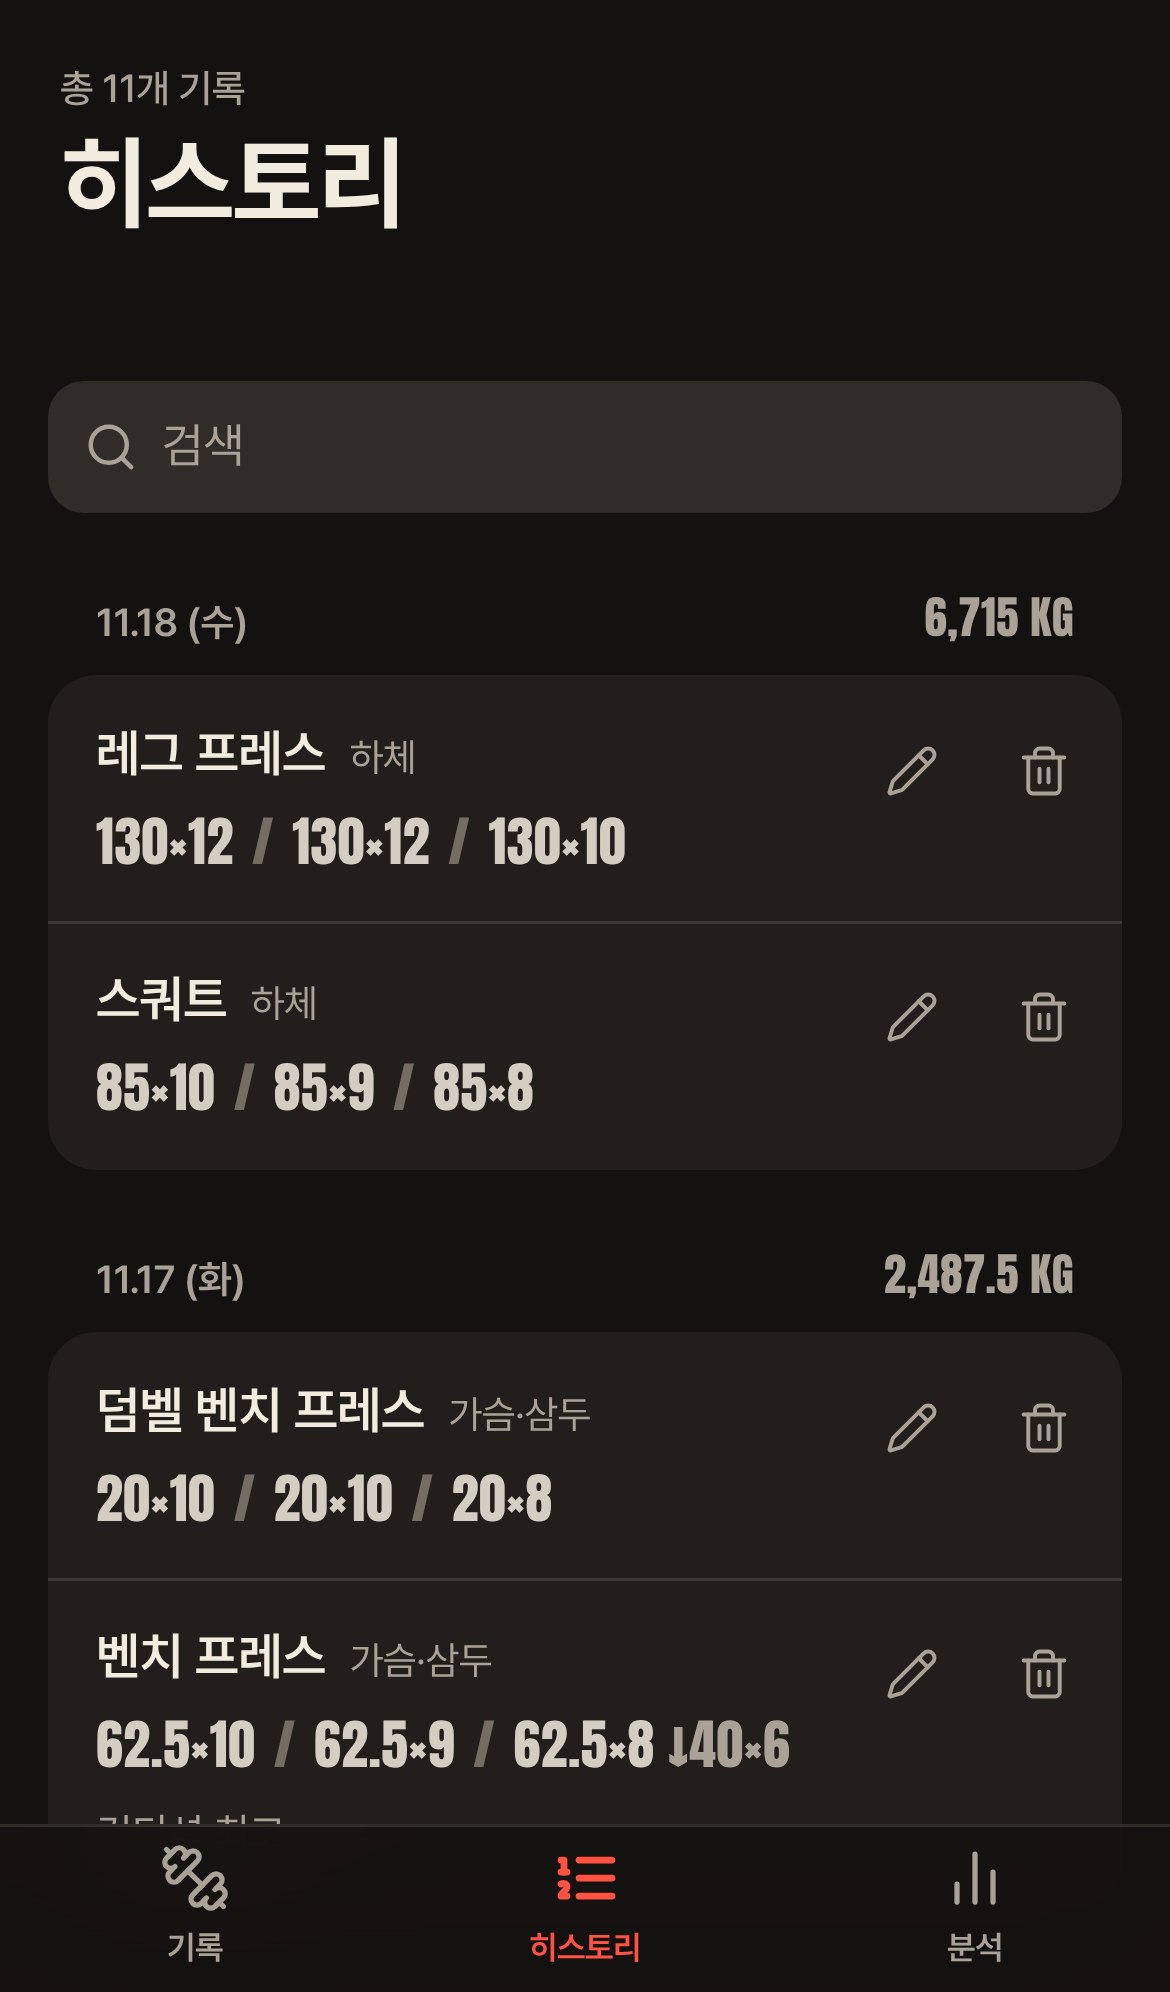 총 11개 기록
히스토리
검색
11.18 (수) 6,715 KG
레그 프레스 하체
130×12 / 130×12 / 130×10
스쿼트 하체
85×10 / 85×9 / 85×8
11.17 (화) 2,487.5 KG
덤벨 벤치 프레스 가슴·삼두
20×10 / 20×10 / 20×8
벤치 프레스 가슴·삼두
62.5×10 / 62.5×9 / 62.5×8 ↓40×6
기록 히스토리 분석